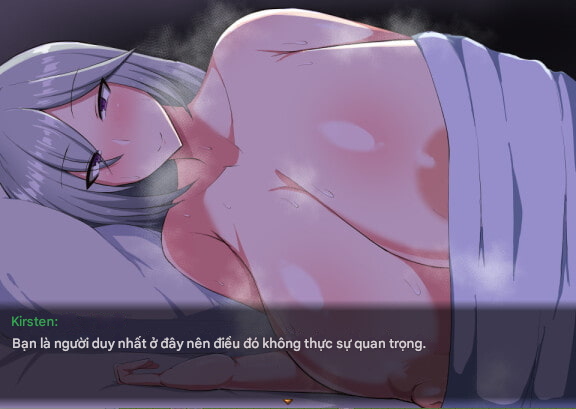 Kirsten:
Bạn là người duy nhất ở đây nên điều đó không thực sự quan trọng.